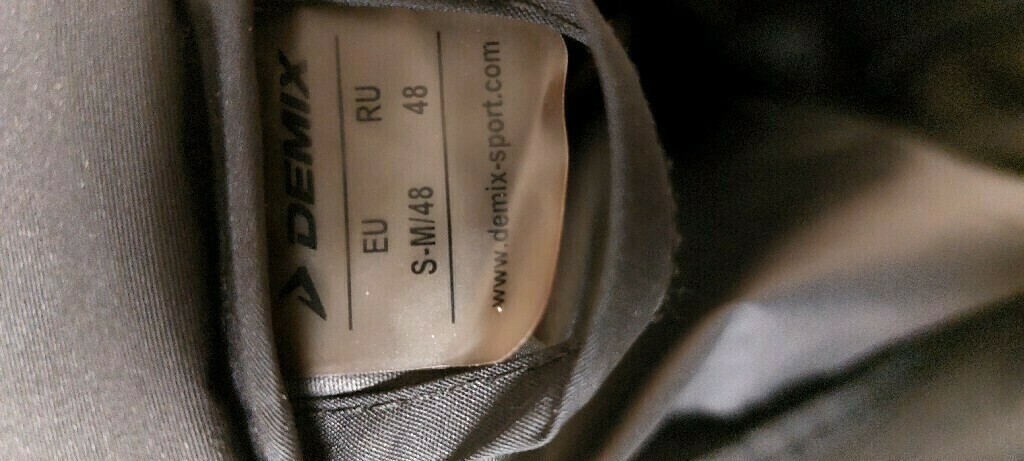 DEMIX
EU RU
S-M/48 48
www.demix-sport.com